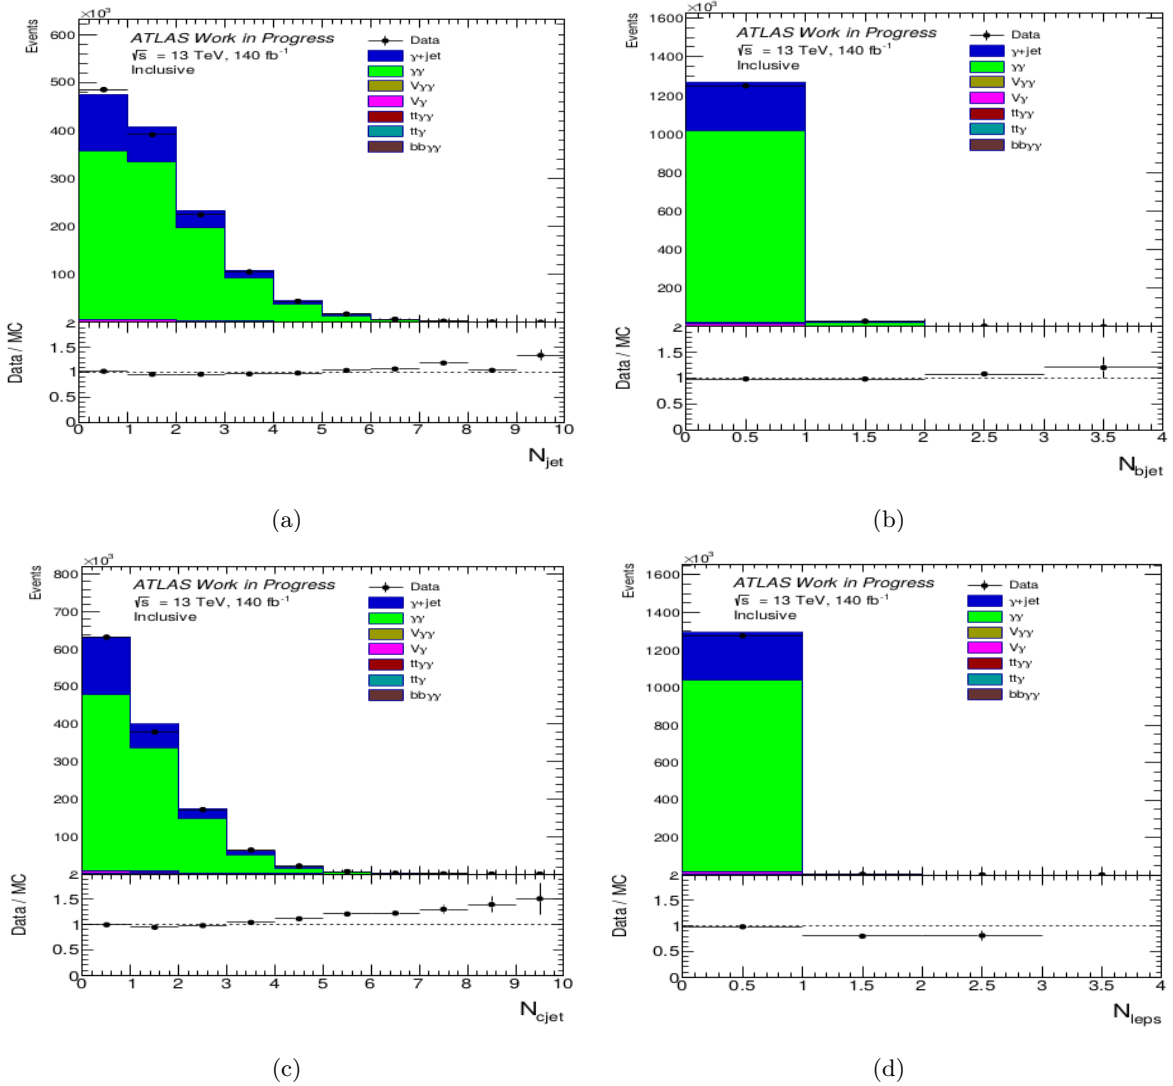 ×10³
Events
600
500
400
300
200
100
ATLAS Work in Progress
√s = 13 TeV, 140 fb⁻¹
Inclusive
Data
γ+jet
γγ
Vγγ
Vγ
ttγγ
ttγ
bbγγ
Data / MC
2
1.5
1
0.5
0
0 1 2 3 4 5 6 7 8 9 10
N_jet
(a)
×10³
Events
1600
1400
1200
1000
800
600
400
200
ATLAS Work in Progress
√s = 13 TeV, 140 fb⁻¹
Inclusive
Data
γ+jet
γγ
Vγγ
Vγ
ttγγ
ttγ
bbγγ
Data / MC
2
1.5
1
0.5
0
0 0.5 1 1.5 2 2.5 3 3.5 4
N_bjet
(b)
×10³
Events
800
700
600
500
400
300
200
100
ATLAS Work in Progress
√s = 13 TeV, 140 fb⁻¹
Inclusive
Data
γ+jet
γγ
Vγγ
Vγ
ttγγ
ttγ
bbγγ
Data / MC
2
1.5
1
0.5
0
0 1 2 3 4 5 6 7 8 9 10
N_cjet
(c)
×10³
Events
1600
1400
1200
1000
800
600
400
200
ATLAS Work in Progress
√s = 13 TeV, 140 fb⁻¹
Inclusive
Data
γ+jet
γγ
Vγγ
Vγ
ttγγ
ttγ
bbγγ
Data / MC
2
1.5
1
0.5
0
0 0.5 1 1.5 2 2.5 3 3.5 4
N_leps
(d)